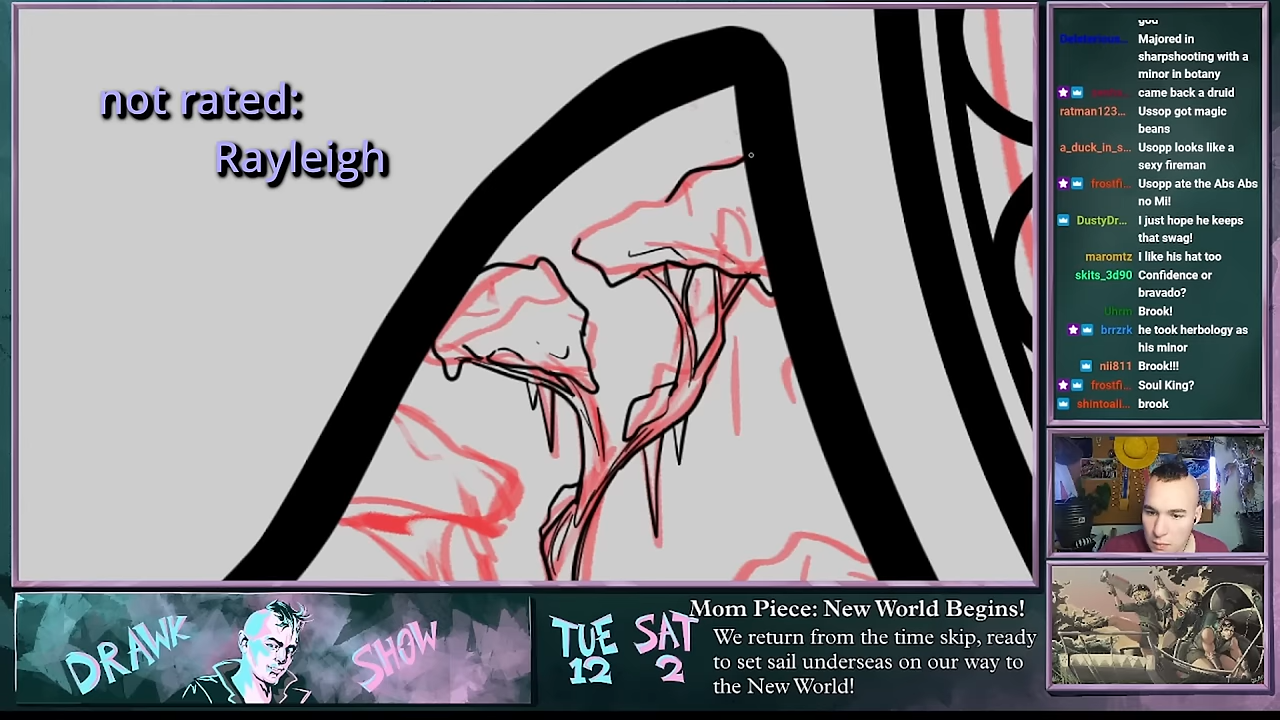 not rated:
Rayleigh
Majored in
sharpshooting with a
minor in botany
came back a druid
ratman123... Ussop got magic
beans
a_duck_in_s... Usopp looks like a
sexy fireman
frostfi... Usopp ate the Abs Abs
no Mi!
DustyDr... I just hope he keeps
that swag!
maromtz I like his hat too
skits_3d90 Confidence or
bravado?
Brook!
brrzrk he took herbology as
his minor
nii811 Brook!!!
frostfi... Soul King?
shintoaii... brook
DRAWK SHOW
TUE SAT
12 2
Mom Piece: New World Begins!
We return from the time skip, ready
to set sail underseas on our way to
the New World!